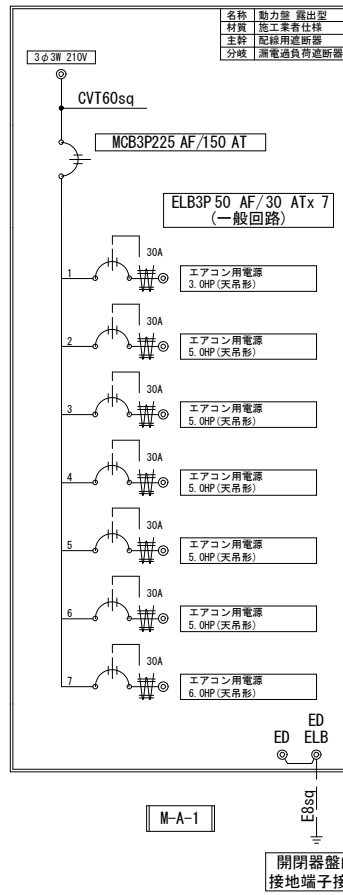 名称 動力盤 露出型
材質 施工業者仕様
主幹 配線用遮断器
分岐 漏電過負荷遮断器
3φ3W 210V
CVT60sq
MCB3P225 AF/150 AT
ELB3P 50 AF/30 ATx 7
(一般回路)
30A
1
エアコン用電源
3.0HP(天吊形)
30A
2
エアコン用電源
5.0HP(天吊形)
30A
3
エアコン用電源
5.0HP(天吊形)
30A
4
エアコン用電源
5.0HP(天吊形)
30A
5
エアコン用電源
5.0HP(天吊形)
30A
6
エアコン用電源
5.0HP(天吊形)
30A
7
エアコン用電源
6.0HP(天吊形)
ED
ED ELB
E8sq
M-A-1
開閉器盤
接地端子接